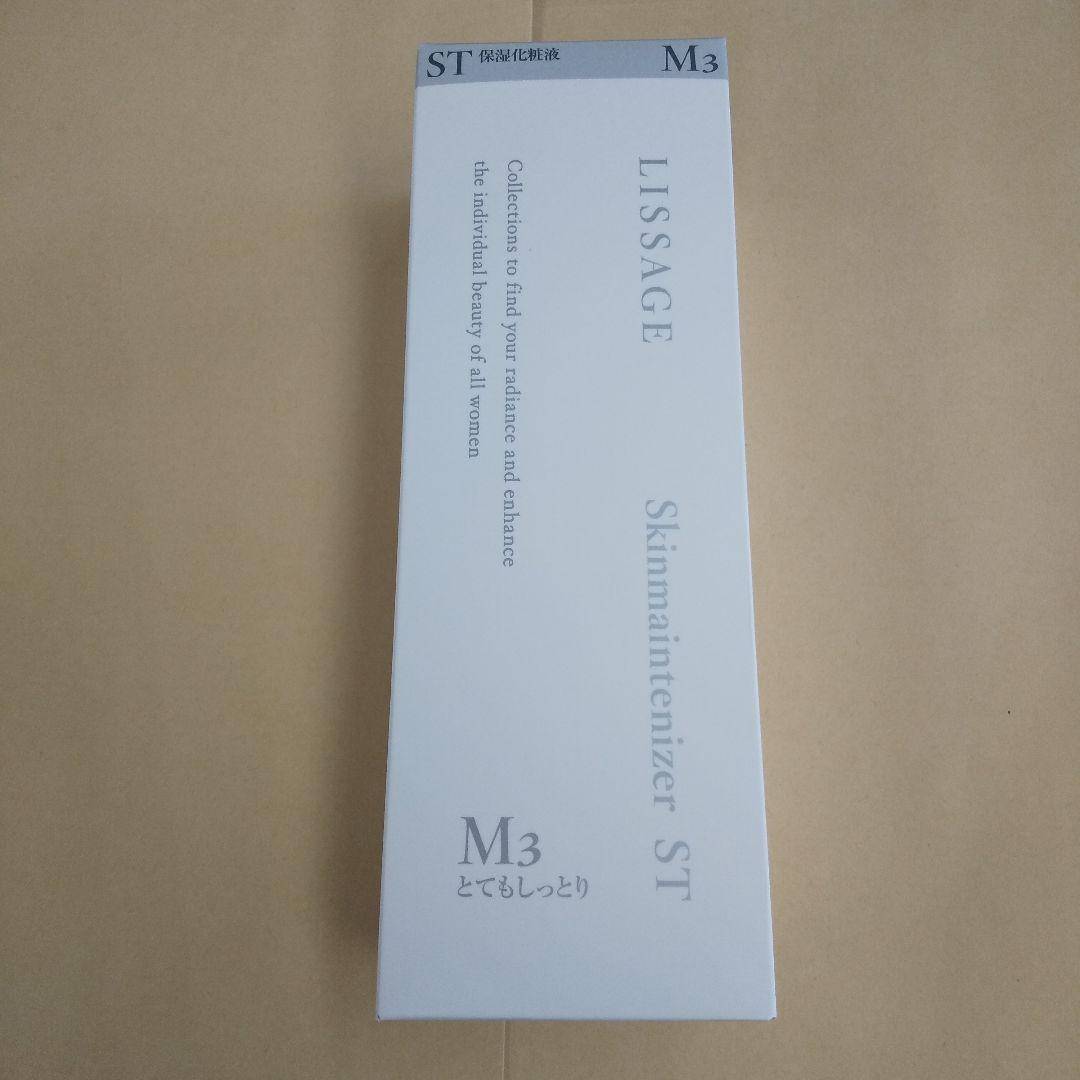 ST 保湿化粧液 M3
LISSAGE
Skinmaintenizer ST
Collections to find your radiance and enhance
the individual beauty of all women
M3
とてもしっとり